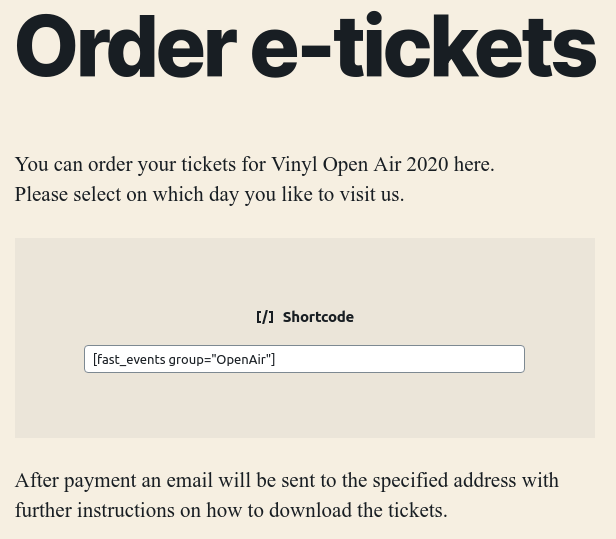 Order e-tickets
You can order your tickets for Vinyl Open Air 2020 here.
Please select on which day you like to visit us.
[/] Shortcode
[fast_events group="OpenAir"]
After payment an email will be sent to the specified address with
further instructions on how to download the tickets.